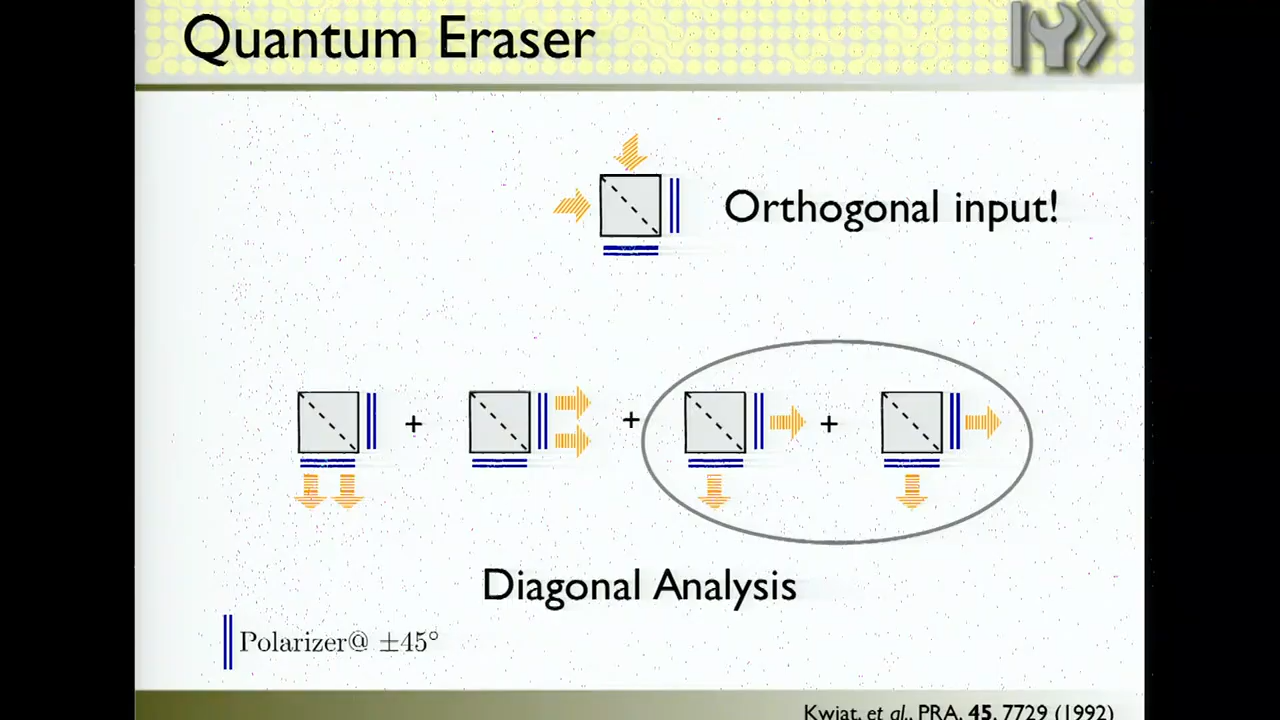 Quantum Eraser
Orthogonal input!
+ + +
Diagonal Analysis
Polarizer@ ±45°
Kwiat, et al., PRA, 45, 7729 (1992)